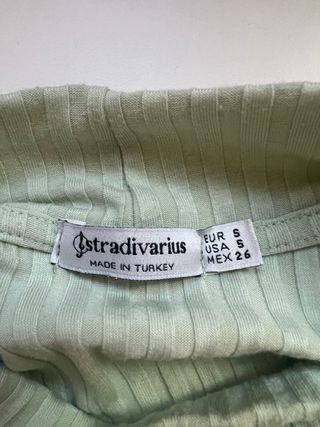 stradivarius
MADE IN TURKEY
EUR S
USA S
MEX 26